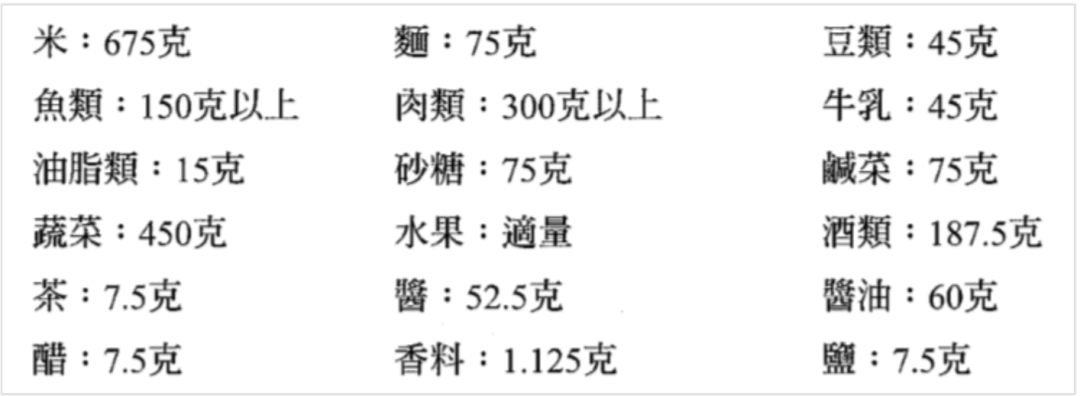 米：675克 麵：75克 豆類：45克
魚類：150克以上 肉類：300克以上 牛乳：45克
油脂類：15克 砂糖：75克 鹹菜：75克
蔬菜：450克 水果：適量 酒類：187.5克
茶：7.5克 醬：52.5克 醬油：60克
醋：7.5克 香料：1.125克 鹽：7.5克